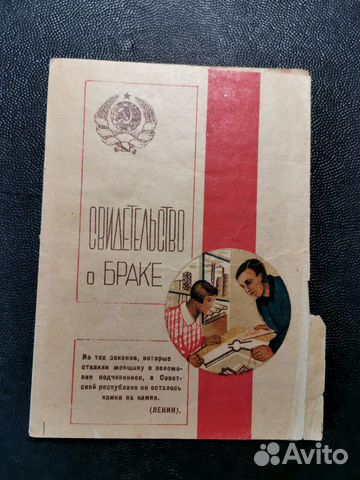 СВИДЕТЕЛЬСТВО
О БРАКЕ
Из тех законов, которые
ставили женщину в положе-
ние подчиненное, в Совет-
ской республике не осталось
камня на камне.
(ЛЕНИН).
Avito